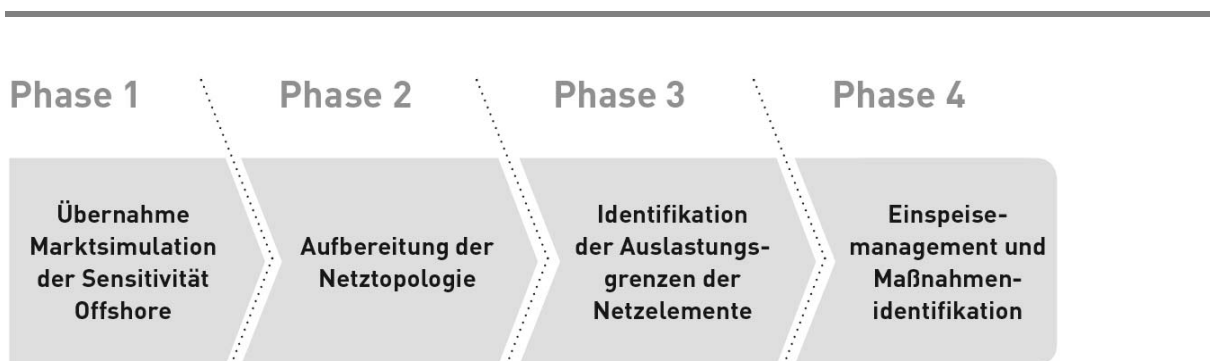 Phase 1
Phase 2
Phase 3
Phase 4
Übernahme
Marktsimulation
der Sensitivität
Offshore
Aufbereitung der
Netztopologie
Identifikation
der Auslastungs-
grenzen der
Netzelemente
Einspeise-
management und
Maßnahmen-
identifikation